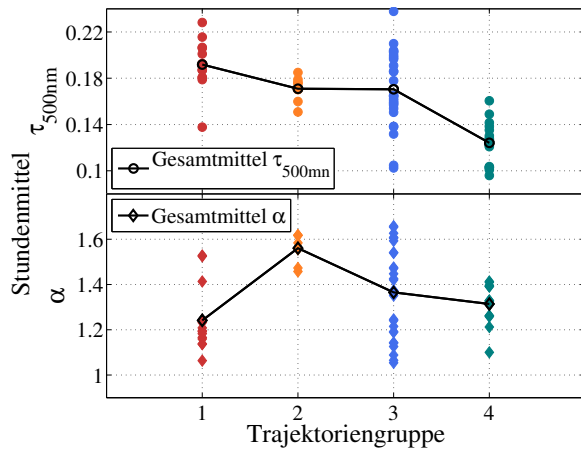 0.22
0.18
0.14
0.1
Gesamtmittel τ500mn
Gesamtmittel α
1.6
1.4
1.2
1
Stundenmittel
α τ500nm
1 2 3 4
Trajektoriengruppe